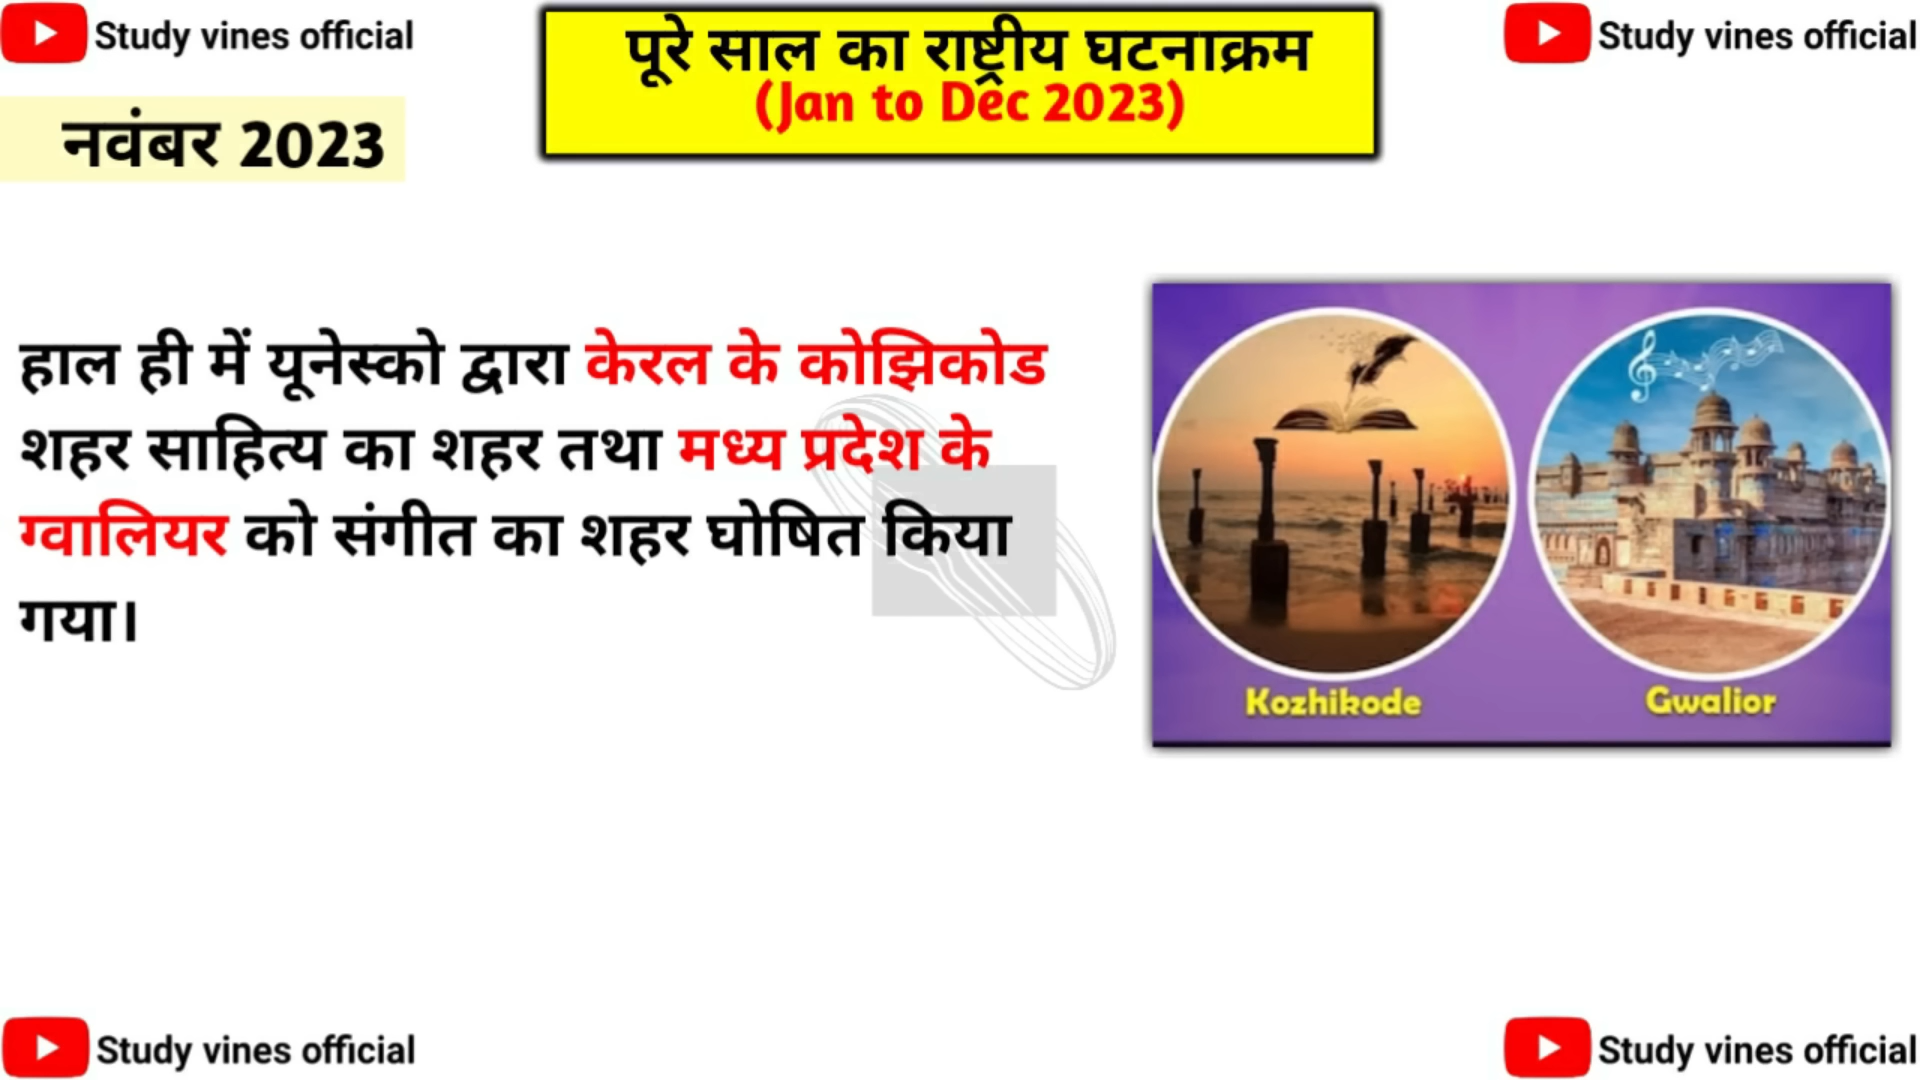 Study vines official
पूरे साल का राष्ट्रीय घटनाक्रम
(Jan to Dec 2023)
Study vines official
नवंबर 2023
हाल ही में यूनेस्को द्वारा केरल के कोझिकोड
शहर साहित्य का शहर तथा मध्य प्रदेश के
ग्वालियर को संगीत का शहर घोषित किया
गया।
Kozhikode
Gwalior
Study vines official
Study vines official